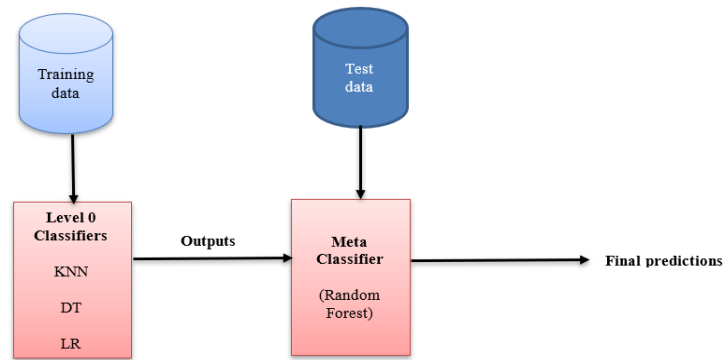 Training
data
Test
data
Level 0
Classifiers
KNN
DT
LR
Outputs
Meta
Classifier
(Random
Forest)
Final predictions